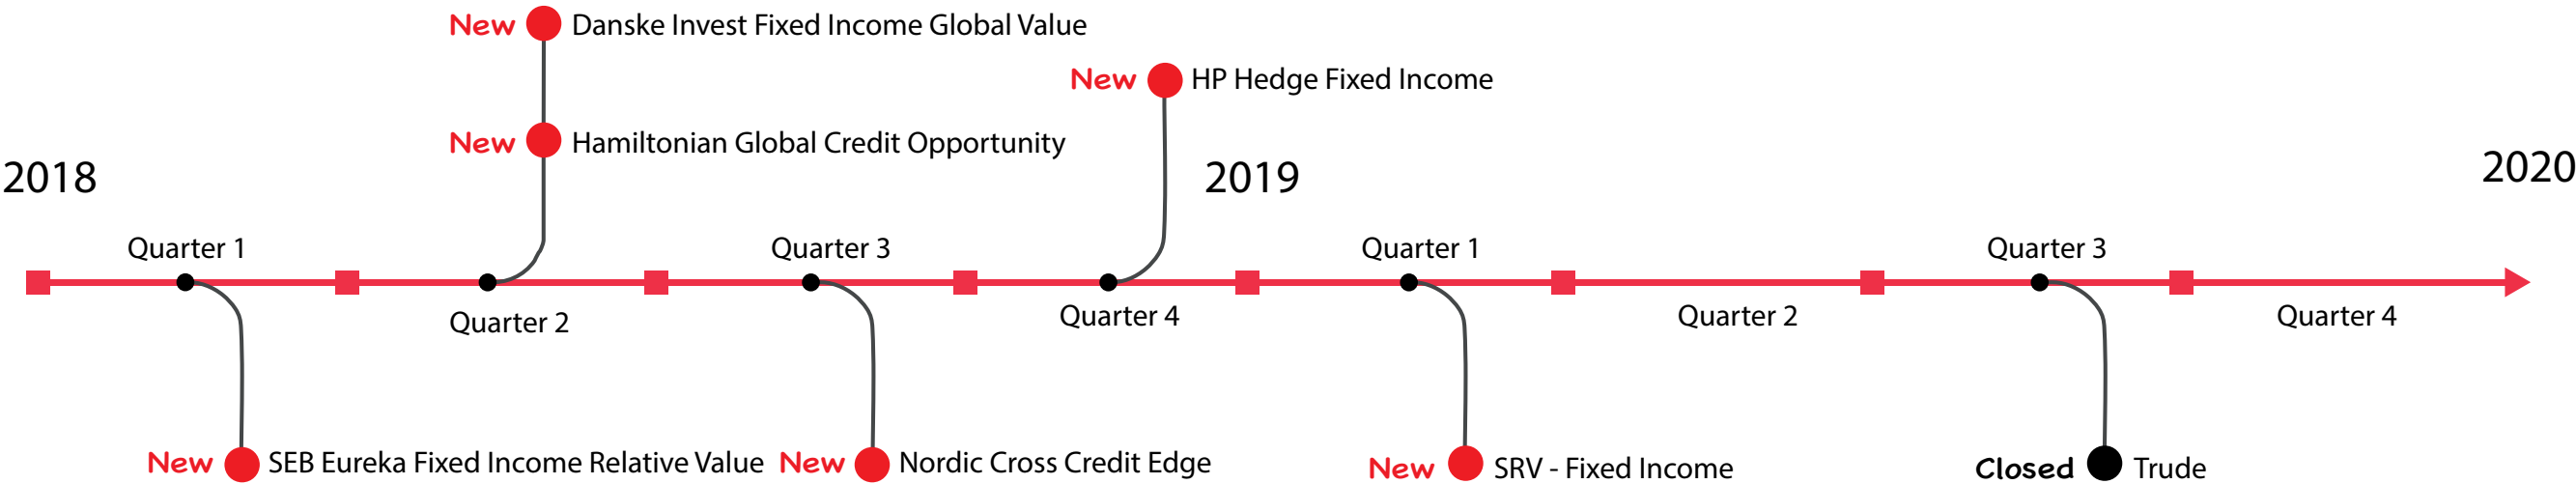 New Danske Invest Fixed Income Global Value
New HP Hedge Fixed Income
New Hamiltonian Global Credit Opportunity
2018
2019
2020
Quarter 1
Quarter 3
Quarter 1
Quarter 3
Quarter 2
Quarter 4
Quarter 2
Quarter 4
New SEB Eureka Fixed Income Relative Value
New Nordic Cross Credit Edge
New SRV - Fixed Income
Closed Trude